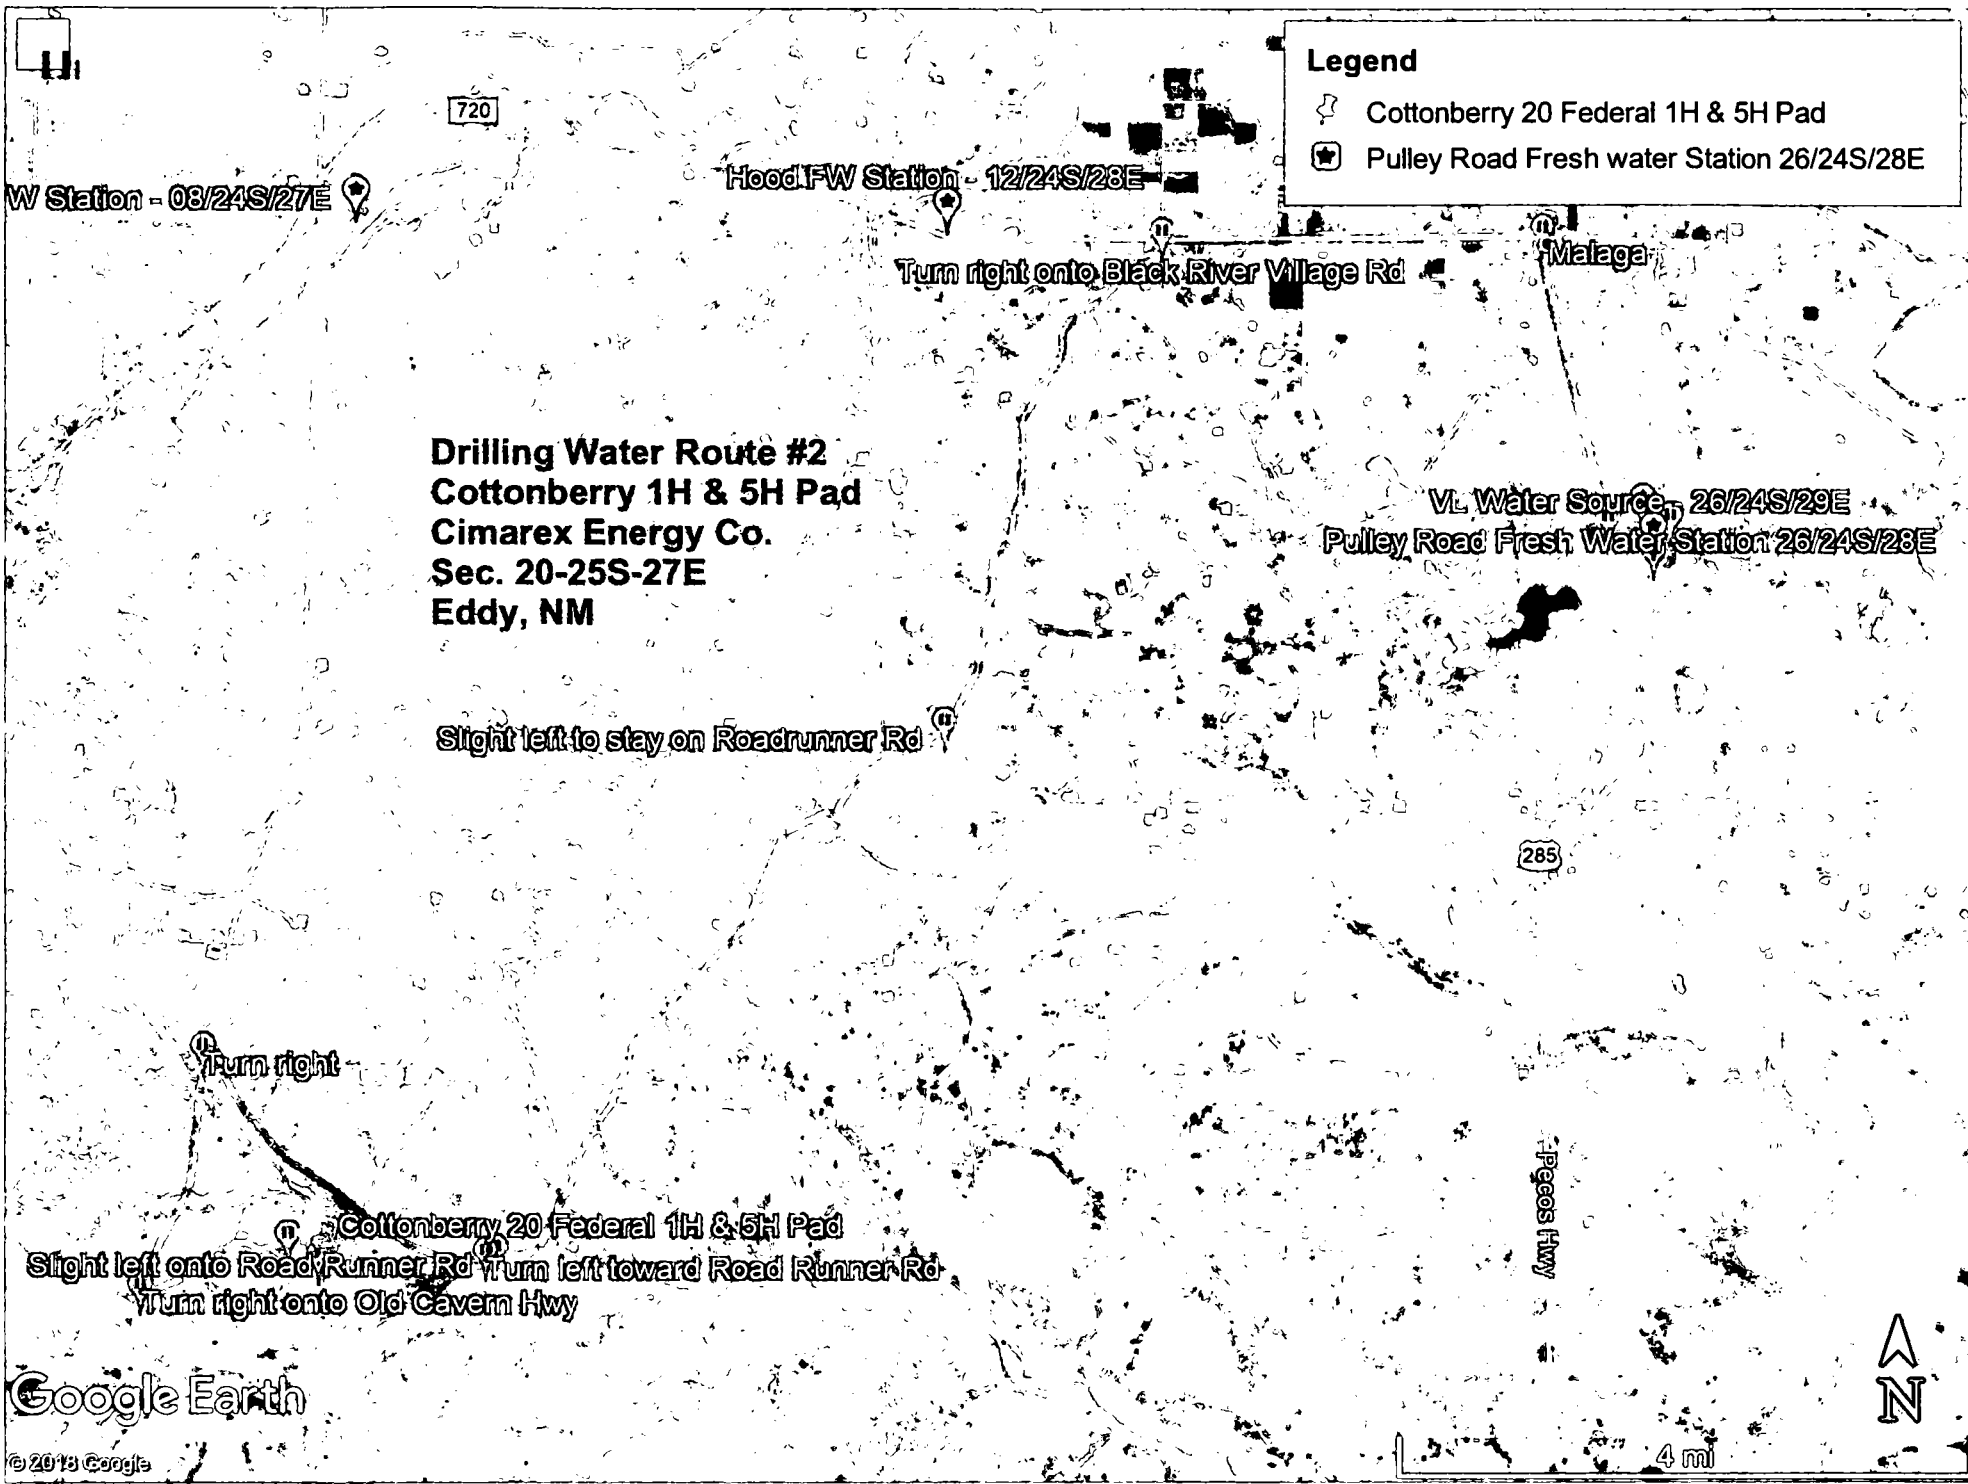 Legend
Cottonberry 20 Federal 1H & 5H Pad
Pulley Road Fresh water Station 26/24S/28E
720
W Station - 08/24S/27E
Hood FW Station - 12/24S/28E
Turn right onto Black River Village Rd
Malaga
Drilling Water Route #2
Cottonberry 1H & 5H Pad
Cimarex Energy Co.
Sec. 20-25S-27E
Eddy, NM
VL Water Source - 26/24S/29E
Pulley Road Fresh Water Station 26/24S/28E
Slight left to stay on Roadrunner Rd
285
Turn right
Pecos Hwy
Cottonberry 20 Federal 1H & 5H Pad
Slight left onto Road Runner Rd
Turn left toward Road Runner Rd
Turn right onto Old Cavern Hwy
Google Earth
© 2018 Google
N
4 mi